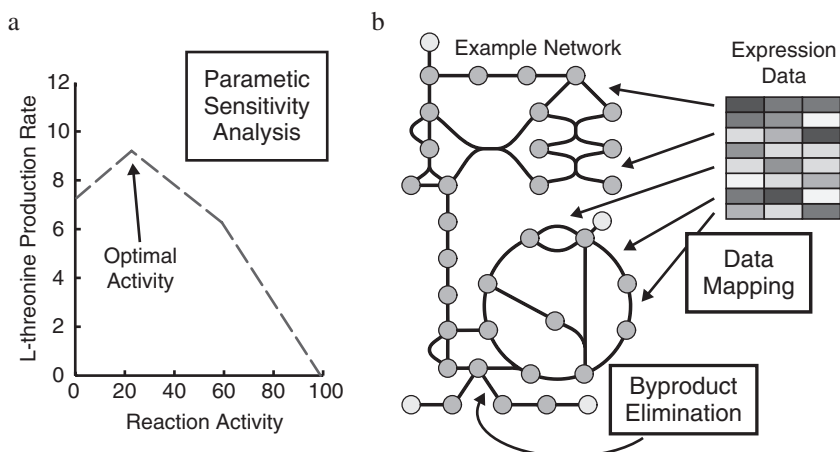 a
12
10
8
6
4
2
0
L-threonine Production Rate
Parametic
Sensitivity
Analysis
Optimal
Activity
0
20
40
60
80
100
Reaction Activity
b
Example Network
Expression
Data
Data
Mapping
Byproduct
Elimination